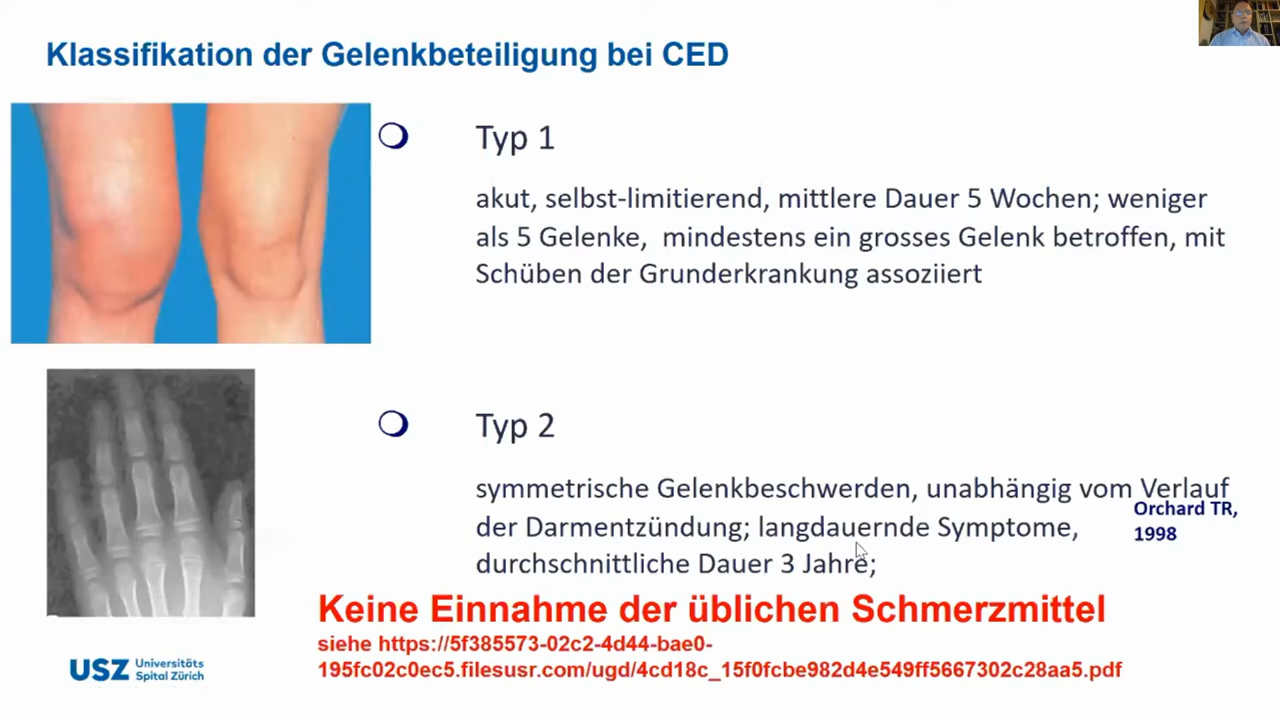 Klassifikation der Gelenkbeteiligung bei CED
Typ 1
akut, selbst-limitierend, mittlere Dauer 5 Wochen; weniger
als 5 Gelenke, mindestens ein grosses Gelenk betroffen, mit
Schüben der Grunderkrankung assoziiert
Typ 2
symmetrische Gelenkbeschwerden, unabhängig vom Verlauf
der Darmentzündung; langdauernde Symptome,
durchschnittliche Dauer 3 Jahre;
Orchard TR,
1998
Keine Einnahme der üblichen Schmerzmittel
siehe https://5f385573-02c2-4d44-bae0-
195fc02c0ec5.filesusr.com/ugd/4cd18c_15f0fcbe982d4e549ff5667302c28aa5.pdf
USZ Universitäts
Spital Zürich